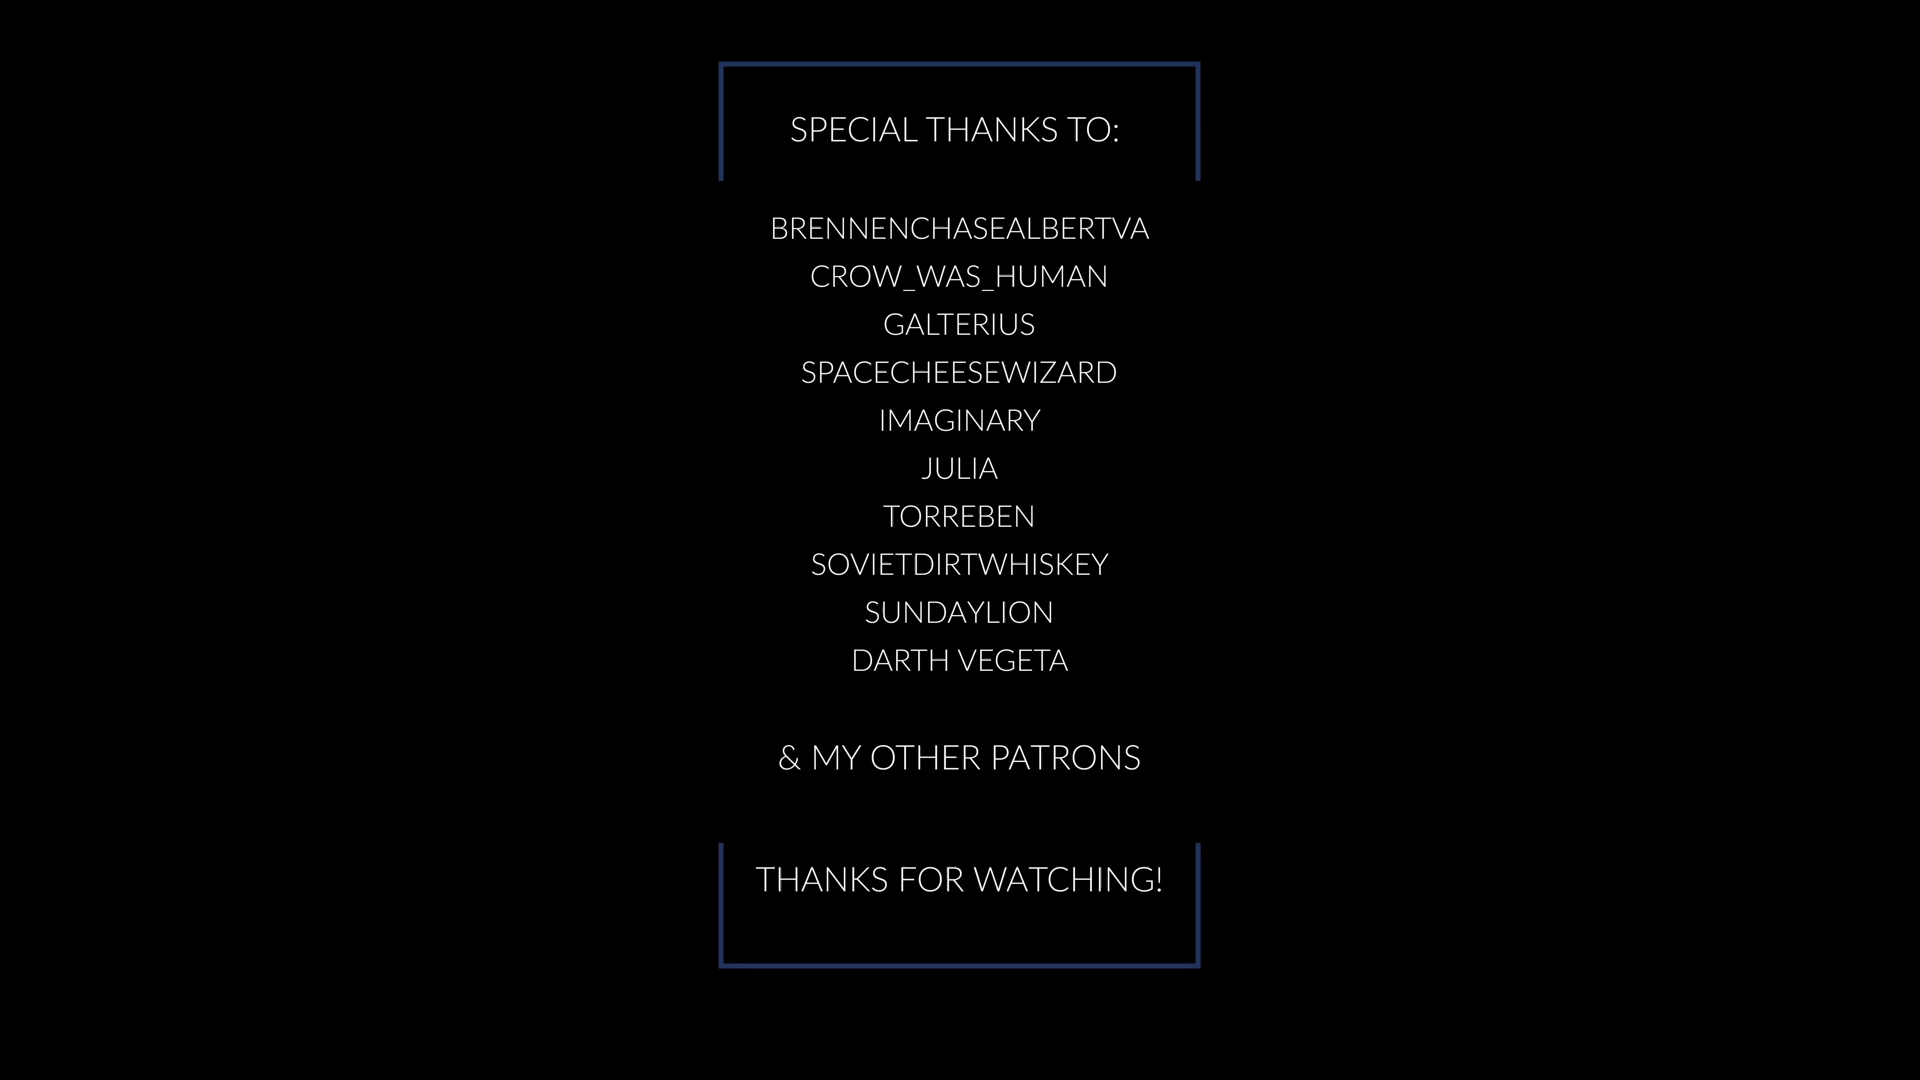 SPECIAL THANKS TO:
BRENNENCHASEALBERTVA
CROW_WAS_HUMAN
GALTERIUS
SPACECHEESEWIZARD
IMAGINARY
JULIA
TORREBEN
SOVIETDIRTWHISKEY
SUNDAYLION
DARTH VEGETA
& MY OTHER PATRONS
THANKS FOR WATCHING!